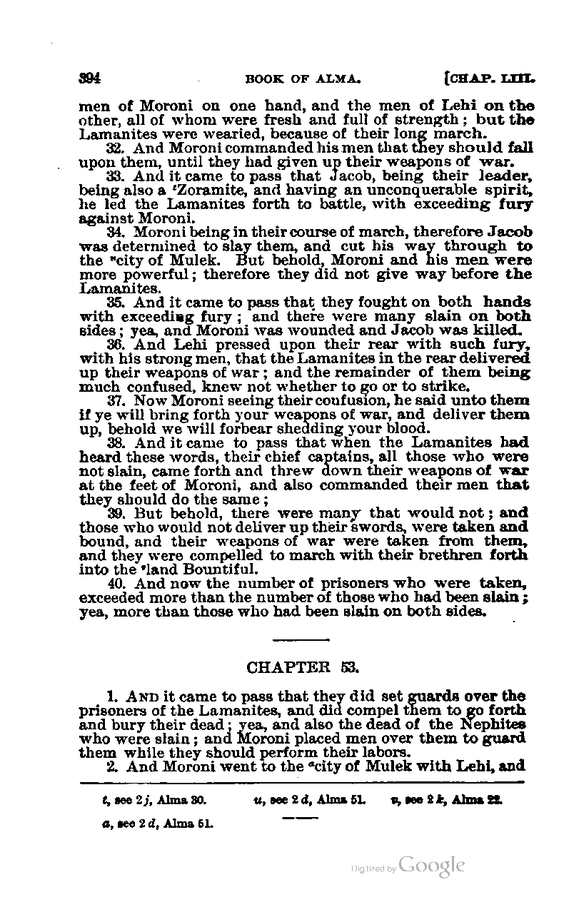 394 BOOK OF ALMA. [CHAP. LIII.
men of Moroni on one hand, and the men of Lehi on the
other, all of whom were fresh and full of strength; but the
Lamanites were wearied, because of their long march.
32. And Moroni commanded his men that they should fall
upon them, until they had given up their weapons of war.
33. And it came to pass that Jacob, being their leader,
being also a ᵗZoramite, and having an unconquerable spirit,
he led the Lamanites forth to battle, with exceeding fury
against Moroni.
34. Moroni being in their course of march, therefore Jacob
was determined to slay them, and cut his way through to
the ᵘcity of Mulek. But behold, Moroni and his men were
more powerful; therefore they did not give way before the
Lamanites.
35. And it came to pass that they fought on both hands
with exceeding fury; and there were many slain on both
sides; yea, and Moroni was wounded and Jacob was killed.
36. And Lehi pressed upon their rear with such fury,
with his strong men, that the Lamanites in the rear delivered
up their weapons of war; and the remainder of them being
much confused, knew not whether to go or to strike.
37. Now Moroni seeing their confusion, he said unto them
if ye will bring forth your weapons of war, and deliver them
up, behold we will forbear shedding your blood.
38. And it came to pass that when the Lamanites had
heard these words, their chief captains, all those who were
not slain, came forth and threw down their weapons of war
at the feet of Moroni, and also commanded their men that
they should do the same;
39. But behold, there were many that would not; and
those who would not deliver up their swords, were taken and
bound, and their weapons of war were taken from them,
and they were compelled to march with their brethren forth
into the ᵛland Bountiful.
40. And now the number of prisoners who were taken,
exceeded more than the number of those who had been slain;
yea, more than those who had been slain on both sides.
CHAPTER 53.
1. AND it came to pass that they did set guards over the
prisoners of the Lamanites, and did compel them to go forth
and bury their dead; yea, and also the dead of the Nephites
who were slain; and Moroni placed men over them to guard
them while they should perform their labors.
2. And Moroni went to the ᵃcity of Mulek with Lehi, and
t, see 2 j, Alma 30. u, see 2 d, Alma 51. v, see 2 k, Alma 22.
a, see 2 d, Alma 51.
Digitized by Google